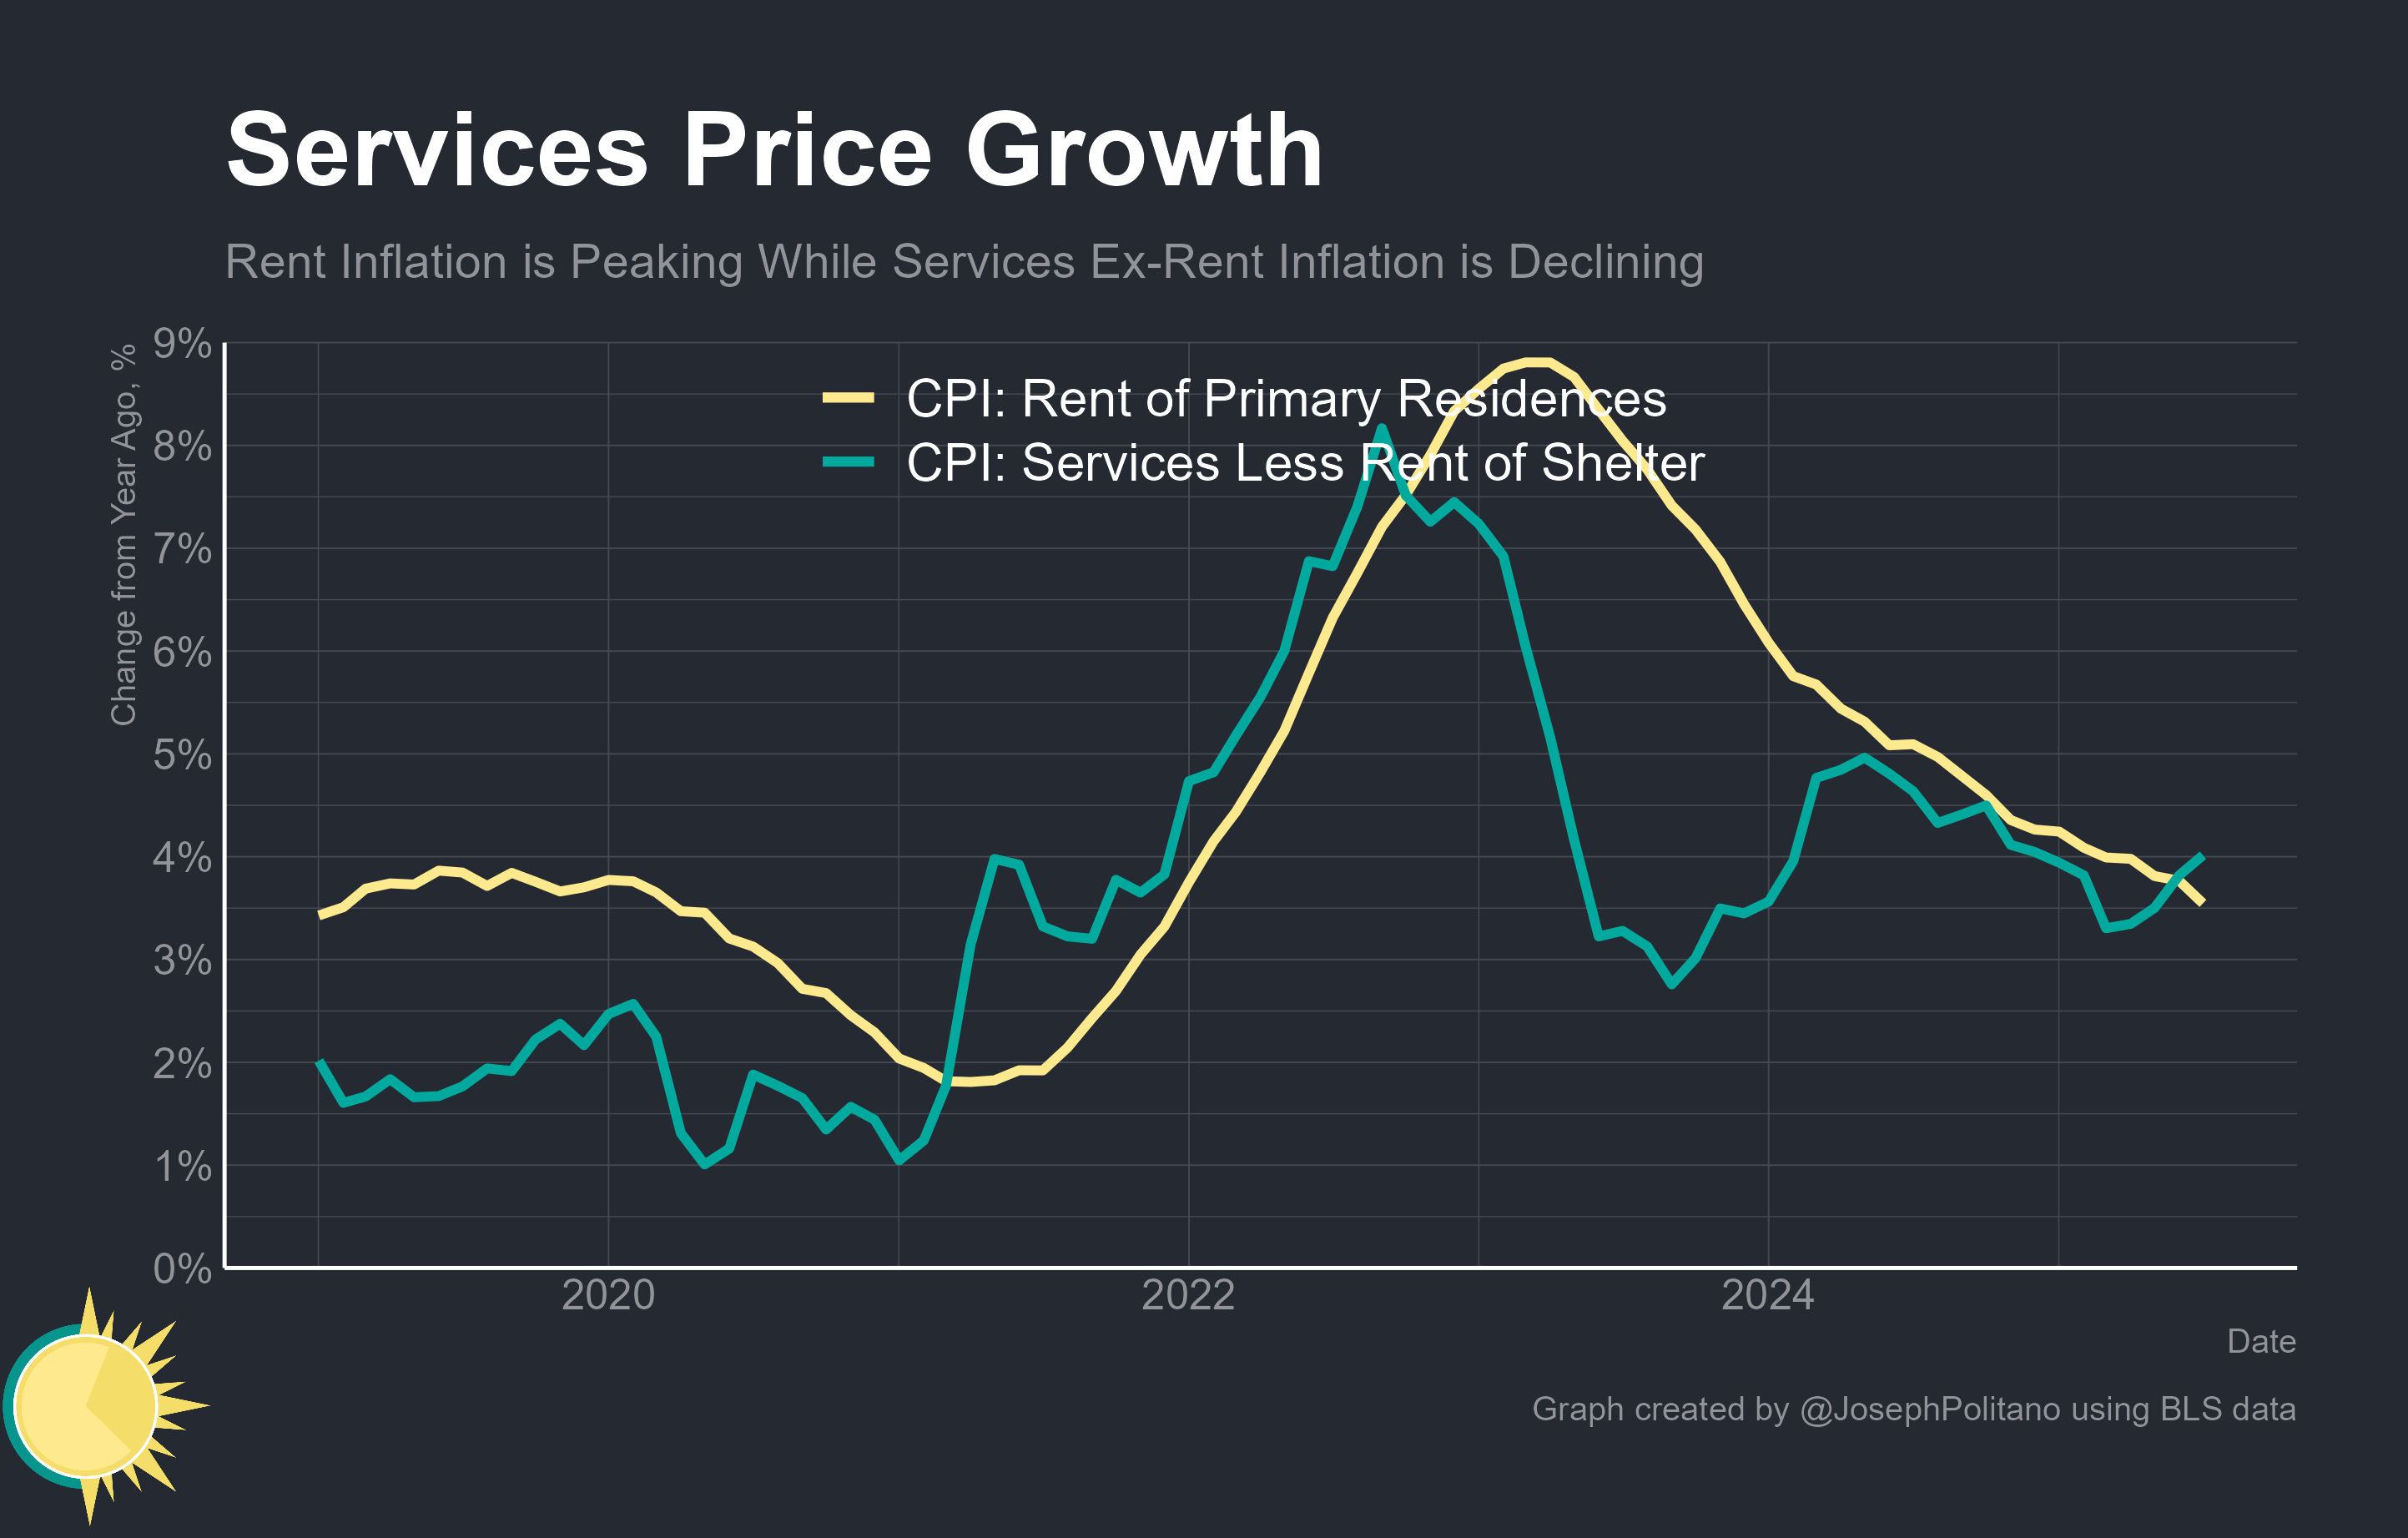 Services Price Growth
Rent Inflation is Peaking While Services Ex-Rent Inflation is Declining
Change from Year Ago, %
9%
8%
7%
6%
5%
4%
3%
2%
1%
0%
CPI: Rent of Primary Residences
CPI: Services Less Rent of Shelter
2020
2022
2024
Date
Graph created by @JosephPolitano using BLS data